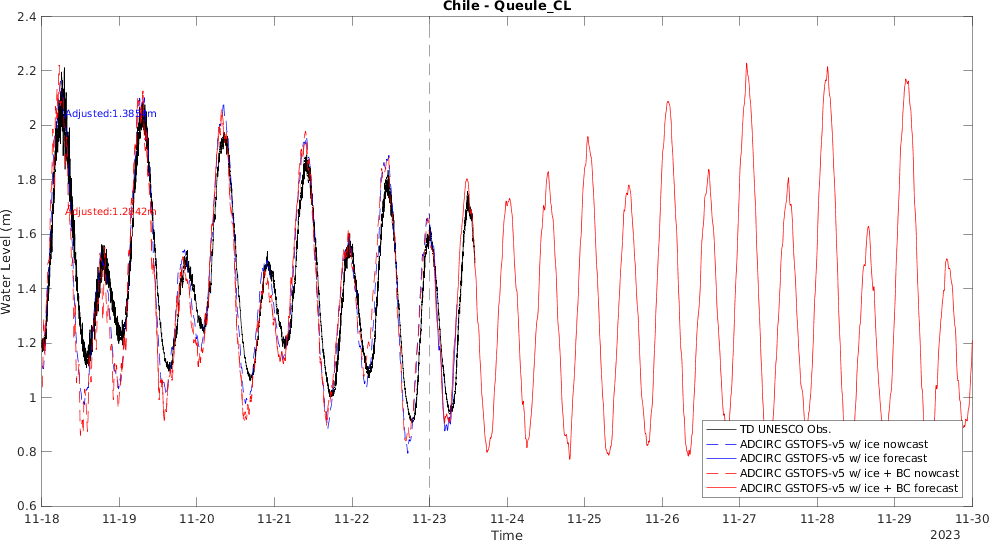 Chile - Queule_CL
2.4
2.2
2
1.8
1.6
1.4
1.2
1
0.8
0.6
Water Level (m)
Adjusted:
Adjusted:1.2842m
TD UNESCO Obs.
ADCIRC GSTOFS-v5 w/ ice nowcast
ADCIRC GSTOFS-v5 w/ ice forecast
ADCIRC GSTOFS-v5 w/ ice + BC nowcast
ADCIRC GSTOFS-v5 w/ ice + BC forecast
11-18
11-19
11-20
11-21
11-22
11-23
11-24
11-25
11-26
11-27
11-28
11-29
11-30
Time
2023